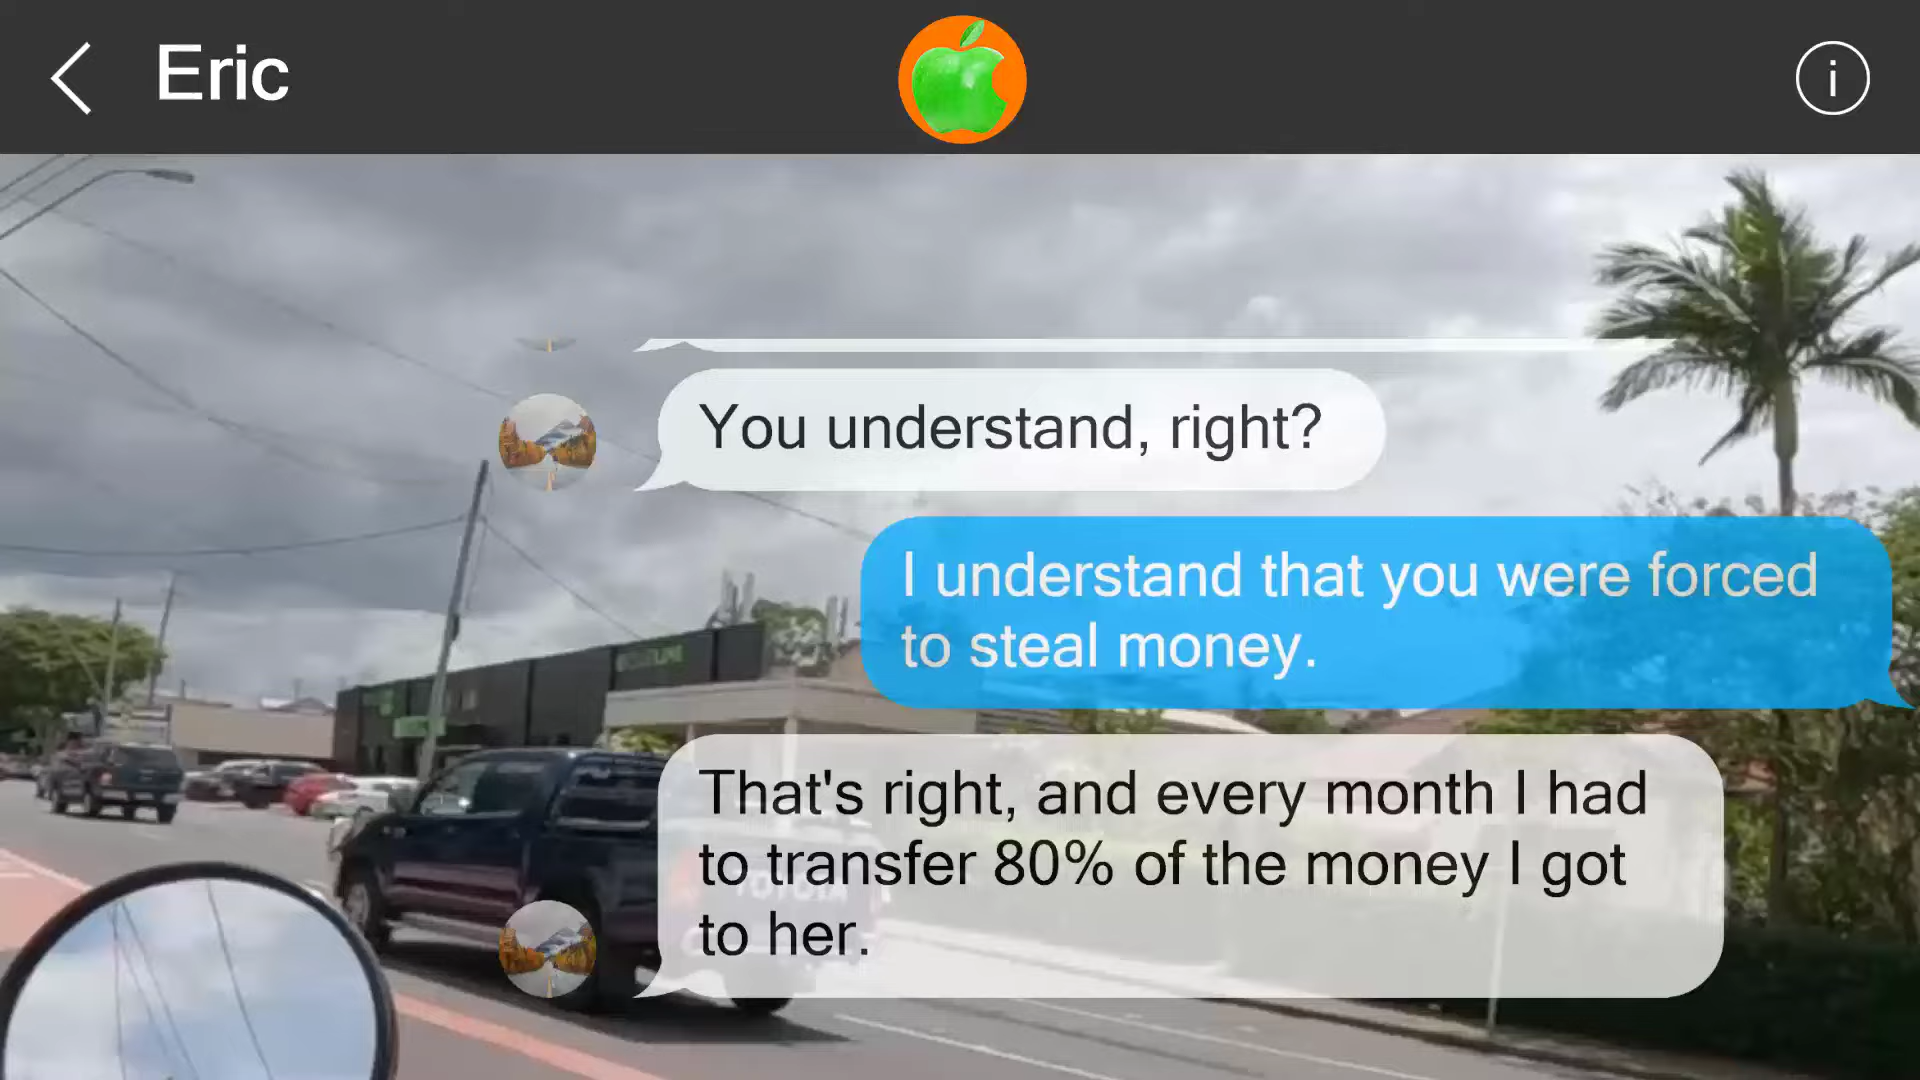 Eric
i
You understand, right?
I understand that you were forced
to steal money.
That's right, and every month I had
to transfer 80% of the money I got
to her.
TOYOTA